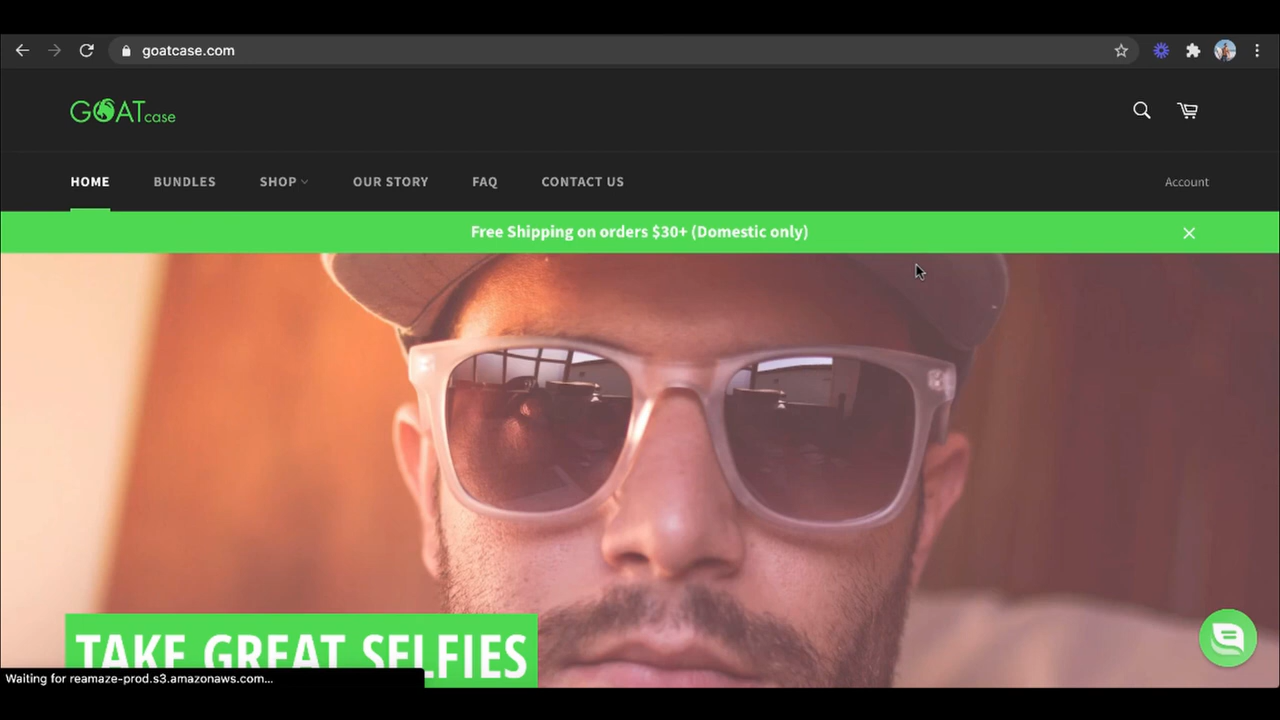 goatcase.com
GOATcase
HOME BUNDLES SHOP OUR STORY FAQ CONTACT US Account
Free Shipping on orders $30+ (Domestic only)
TAKE GREAT SELFIES
Waiting for reamaze-prod.s3.amazonaws.com...